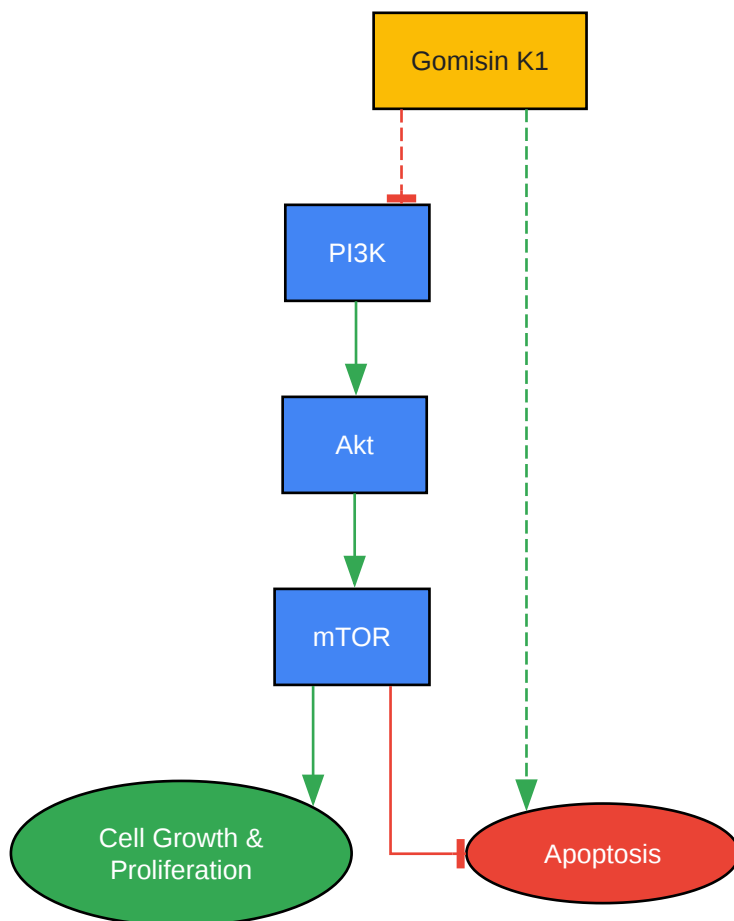 Gomisin K1
PI3K
Akt
mTOR
Cell Growth &
Proliferation
Apoptosis